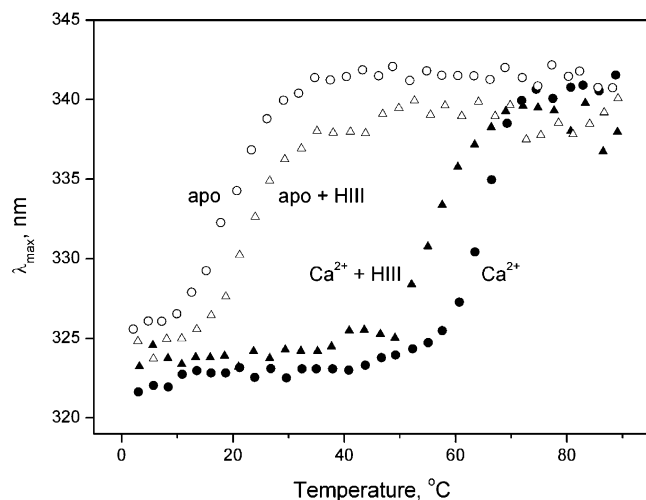 345
340
335
330
325
320
λmax, nm
apo
apo + HIII
Ca²⁺ + HIII
Ca²⁺
0
20
40
60
80
Temperature, °C